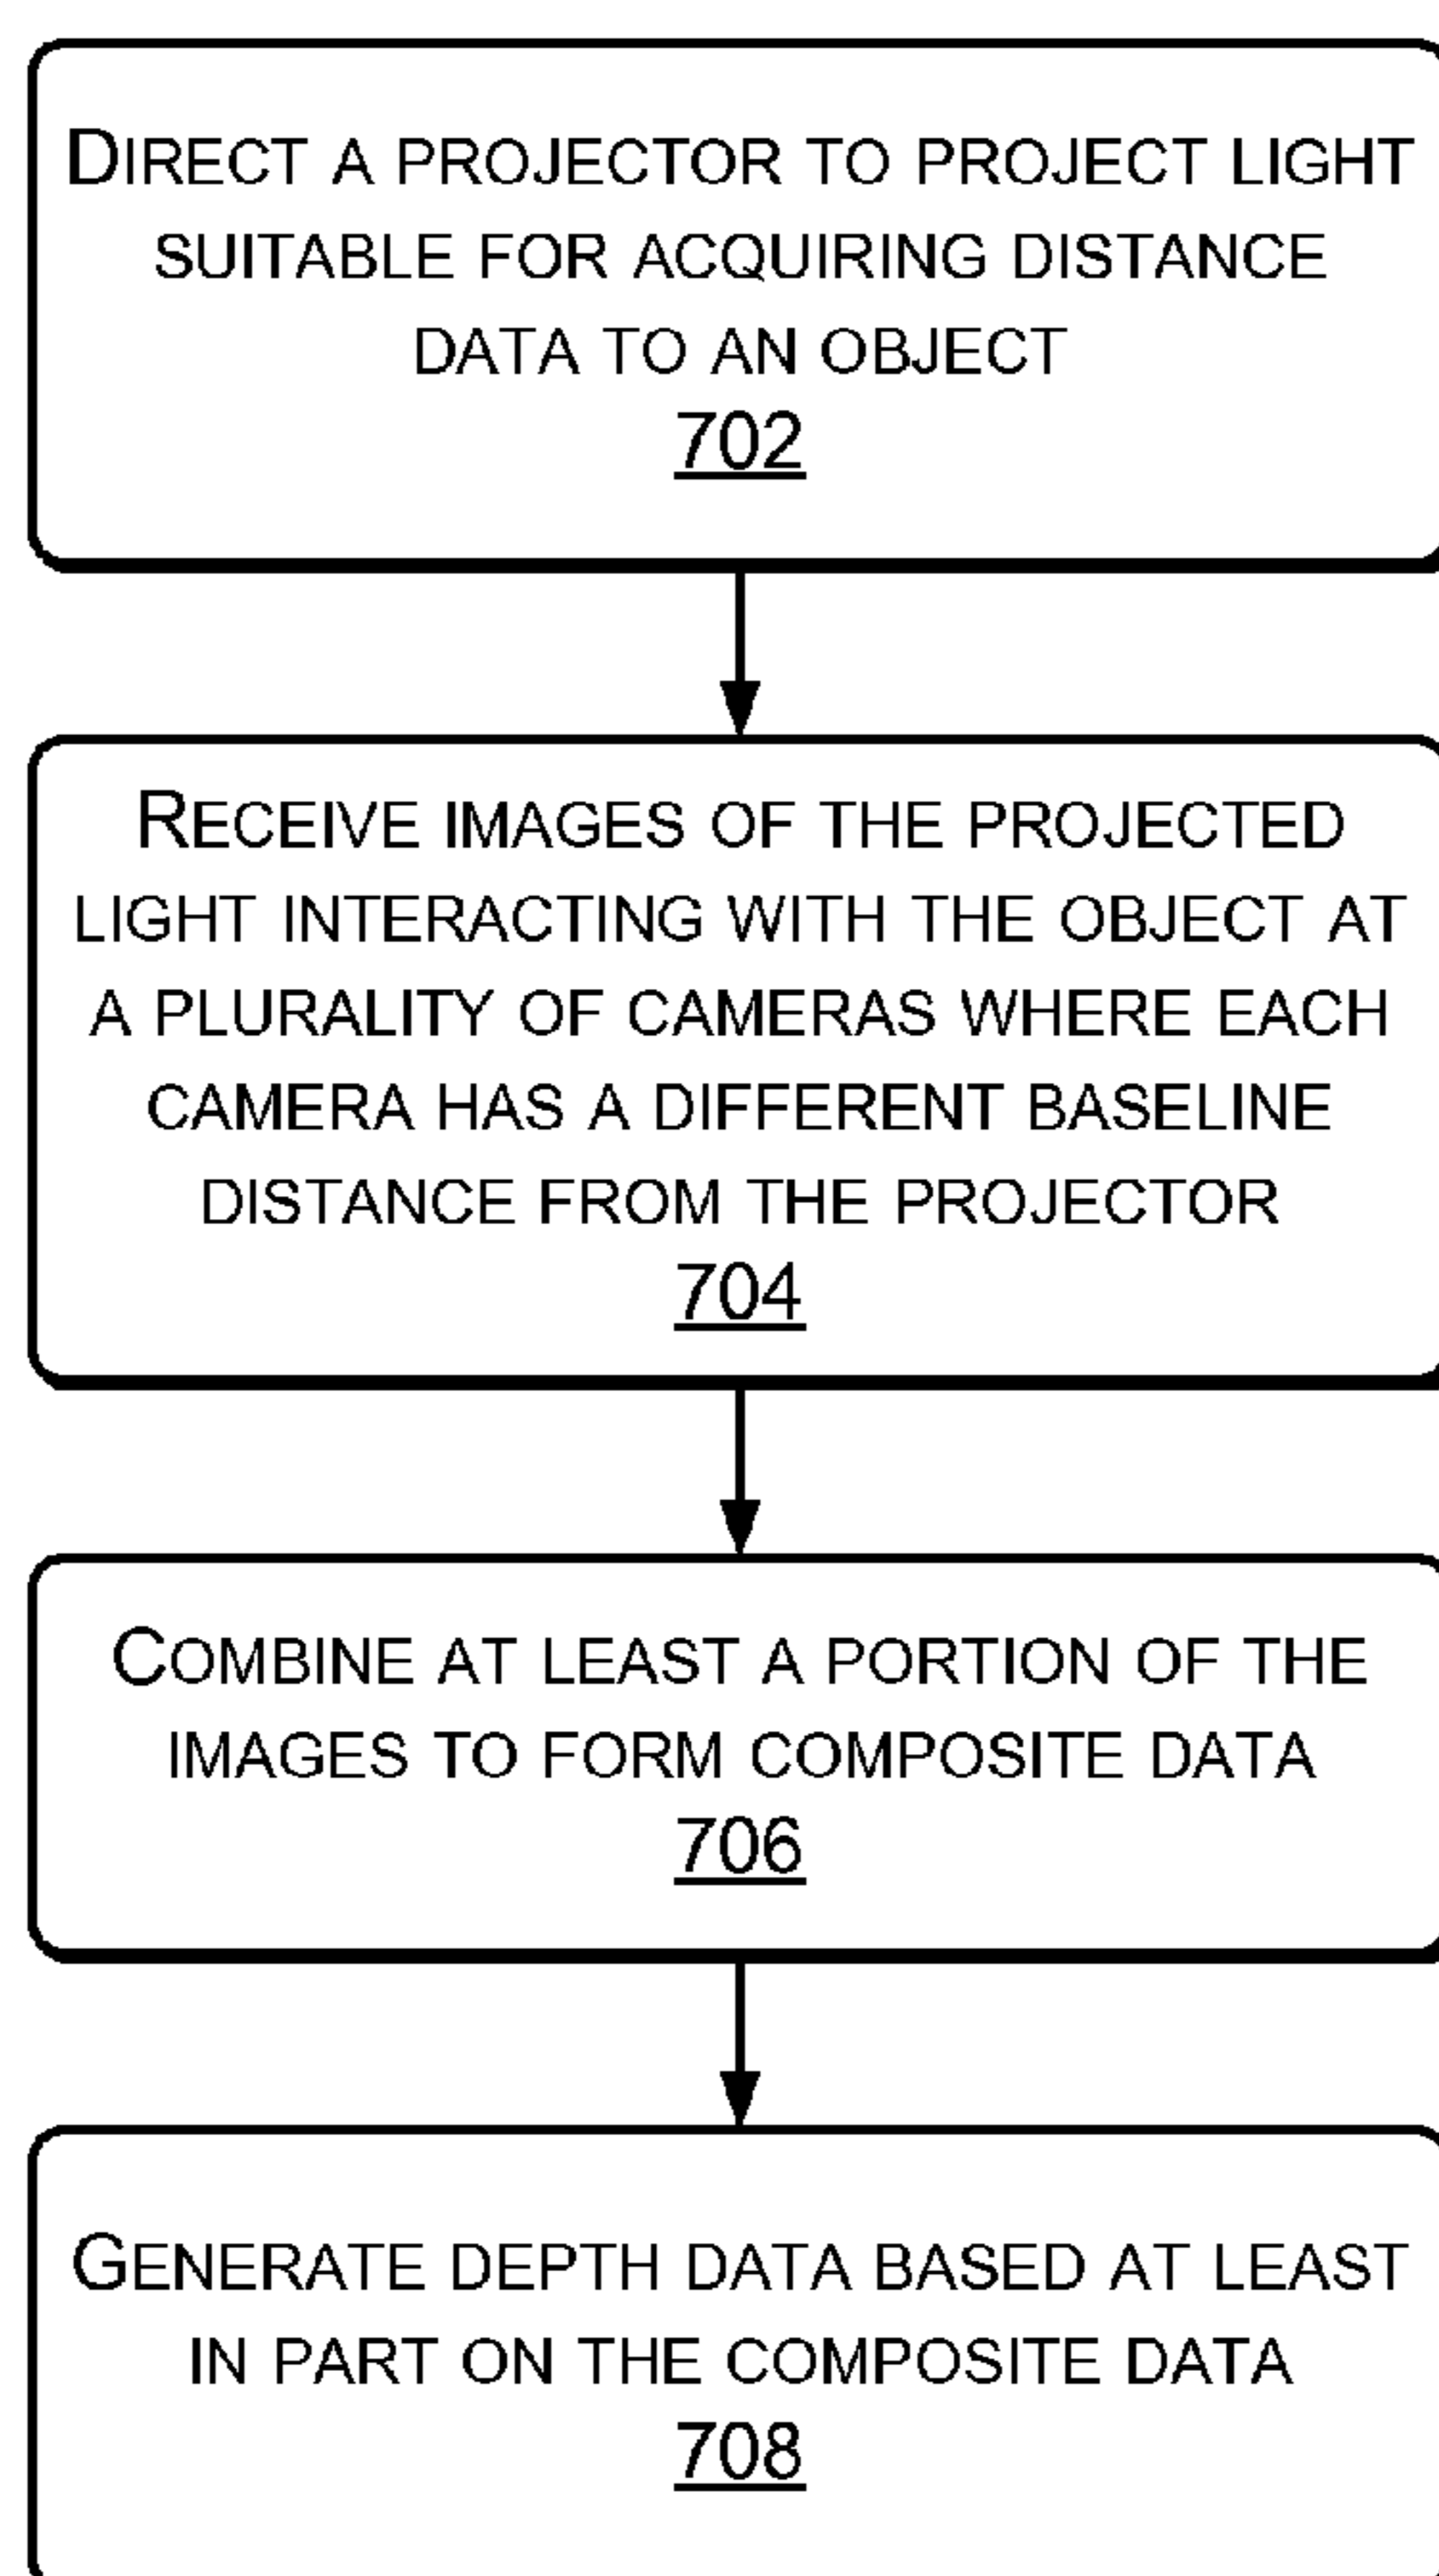 DIRECT A PROJECTOR TO PROJECT LIGHT
SUITABLE FOR ACQUIRING DISTANCE
DATA TO AN OBJECT
702
RECEIVE IMAGES OF THE PROJECTED
LIGHT INTERACTING WITH THE OBJECT AT
A PLURALITY OF CAMERAS WHERE EACH
CAMERA HAS A DIFFERENT BASELINE
DISTANCE FROM THE PROJECTOR
704
COMBINE AT LEAST A PORTION OF THE
IMAGES TO FORM COMPOSITE DATA
706
GENERATE DEPTH DATA BASED AT LEAST
IN PART ON THE COMPOSITE DATA
708